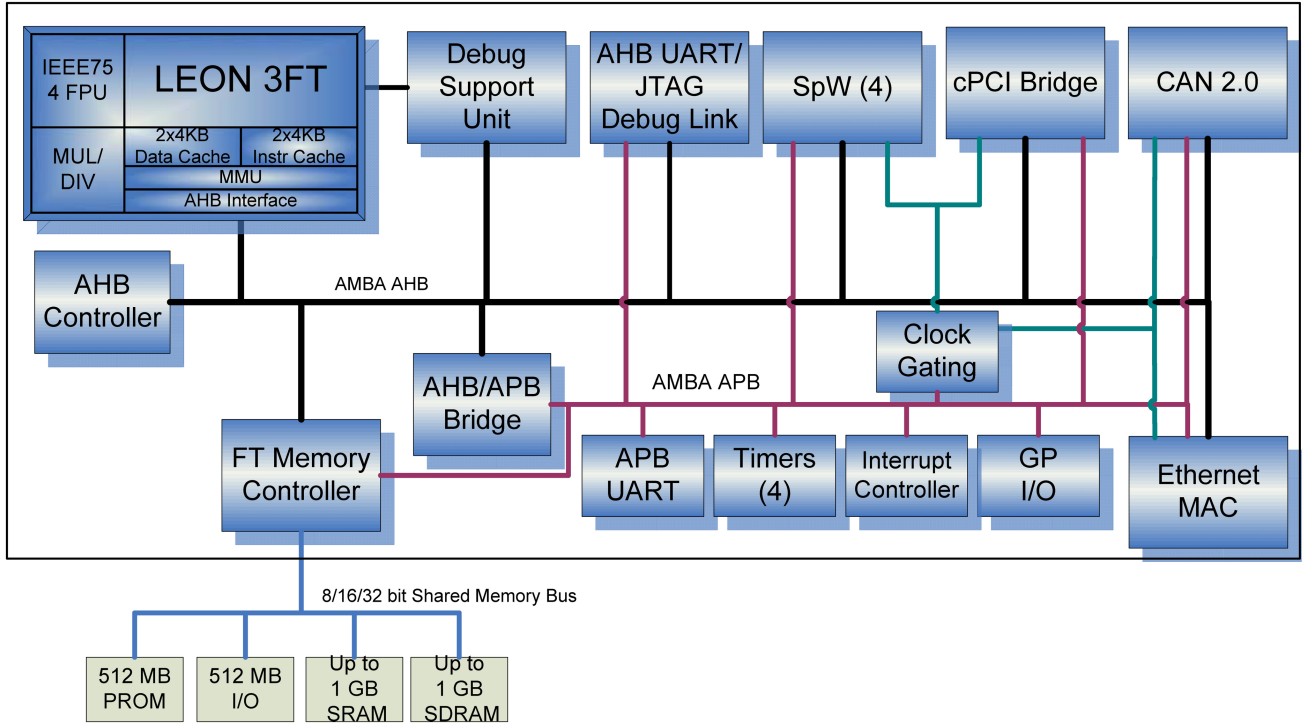 IEEE75
4 FPU
LEON 3FT
MUL/
DIV
2x4KB
Data Cache
2x4KB
Instr Cache
MMU
AHB Interface
Debug
Support
Unit
AHB UART/
JTAG
Debug Link
SpW (4)
cPCI Bridge
CAN 2.0
AHB
Controller
AMBA AHB
AHB/APB
Bridge
AMBA APB
Clock
Gating
FT Memory
Controller
APB
UART
Timers
(4)
Interrupt
Controller
GP
I/O
Ethernet
MAC
8/16/32 bit Shared Memory Bus
512 MB
PROM
512 MB
I/O
Up to
1 GB
SRAM
Up to
1 GB
SDRAM